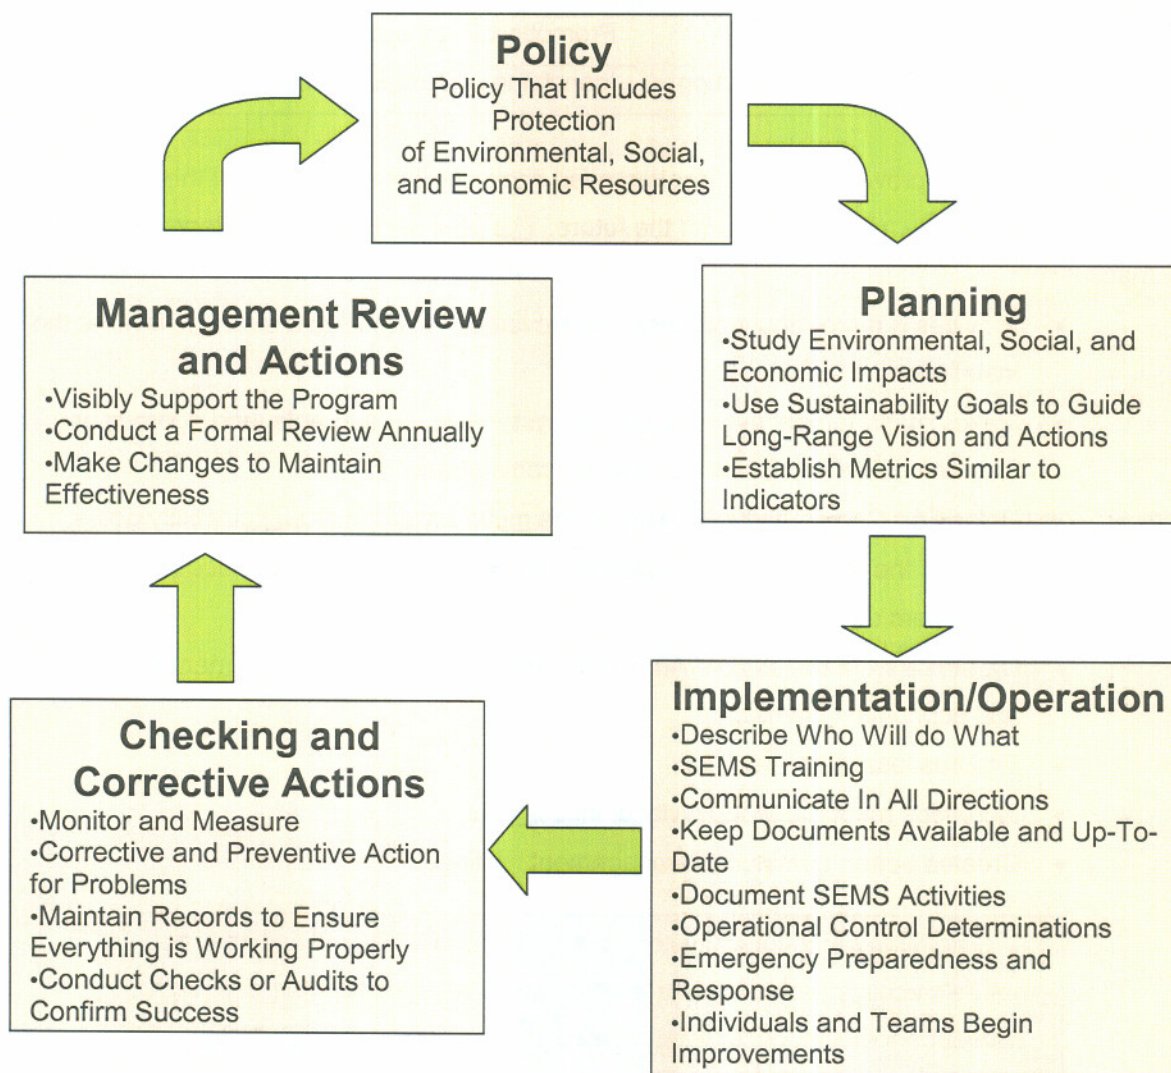 Policy
Policy That Includes
Protection
of Environmental, Social,
and Economic Resources
Planning
•Study Environmental, Social, and
Economic Impacts
•Use Sustainability Goals to Guide
Long-Range Vision and Actions
•Establish Metrics Similar to
Indicators
Implementation/Operation
•Describe Who Will do What
•SEMS Training
•Communicate In All Directions
•Keep Documents Available and Up-To-
Date
•Document SEMS Activities
•Operational Control Determinations
•Emergency Preparedness and
Response
•Individuals and Teams Begin
Improvements
Checking and
Corrective Actions
•Monitor and Measure
•Corrective and Preventive Action
for Problems
•Maintain Records to Ensure
Everything is Working Properly
•Conduct Checks or Audits to
Confirm Success
Management Review
and Actions
•Visibly Support the Program
•Conduct a Formal Review Annually
•Make Changes to Maintain
Effectiveness
the future.